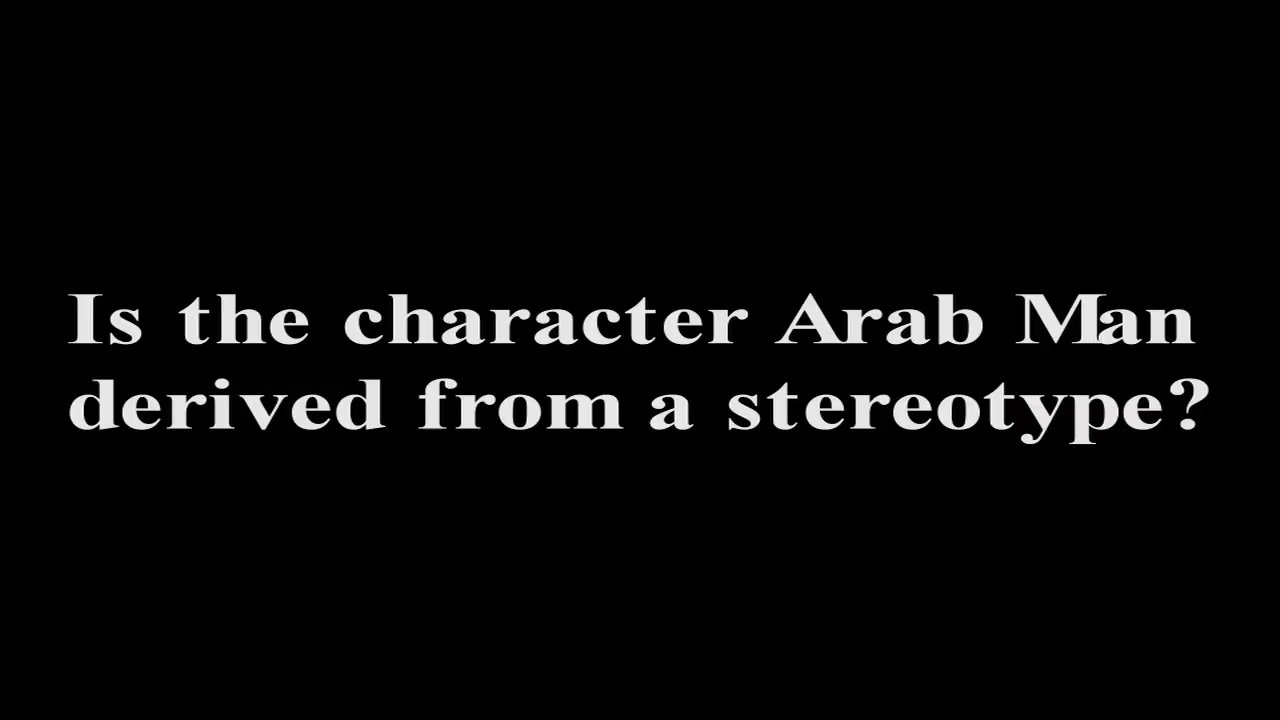 Is the character Arab Man
derived from a stereotype?